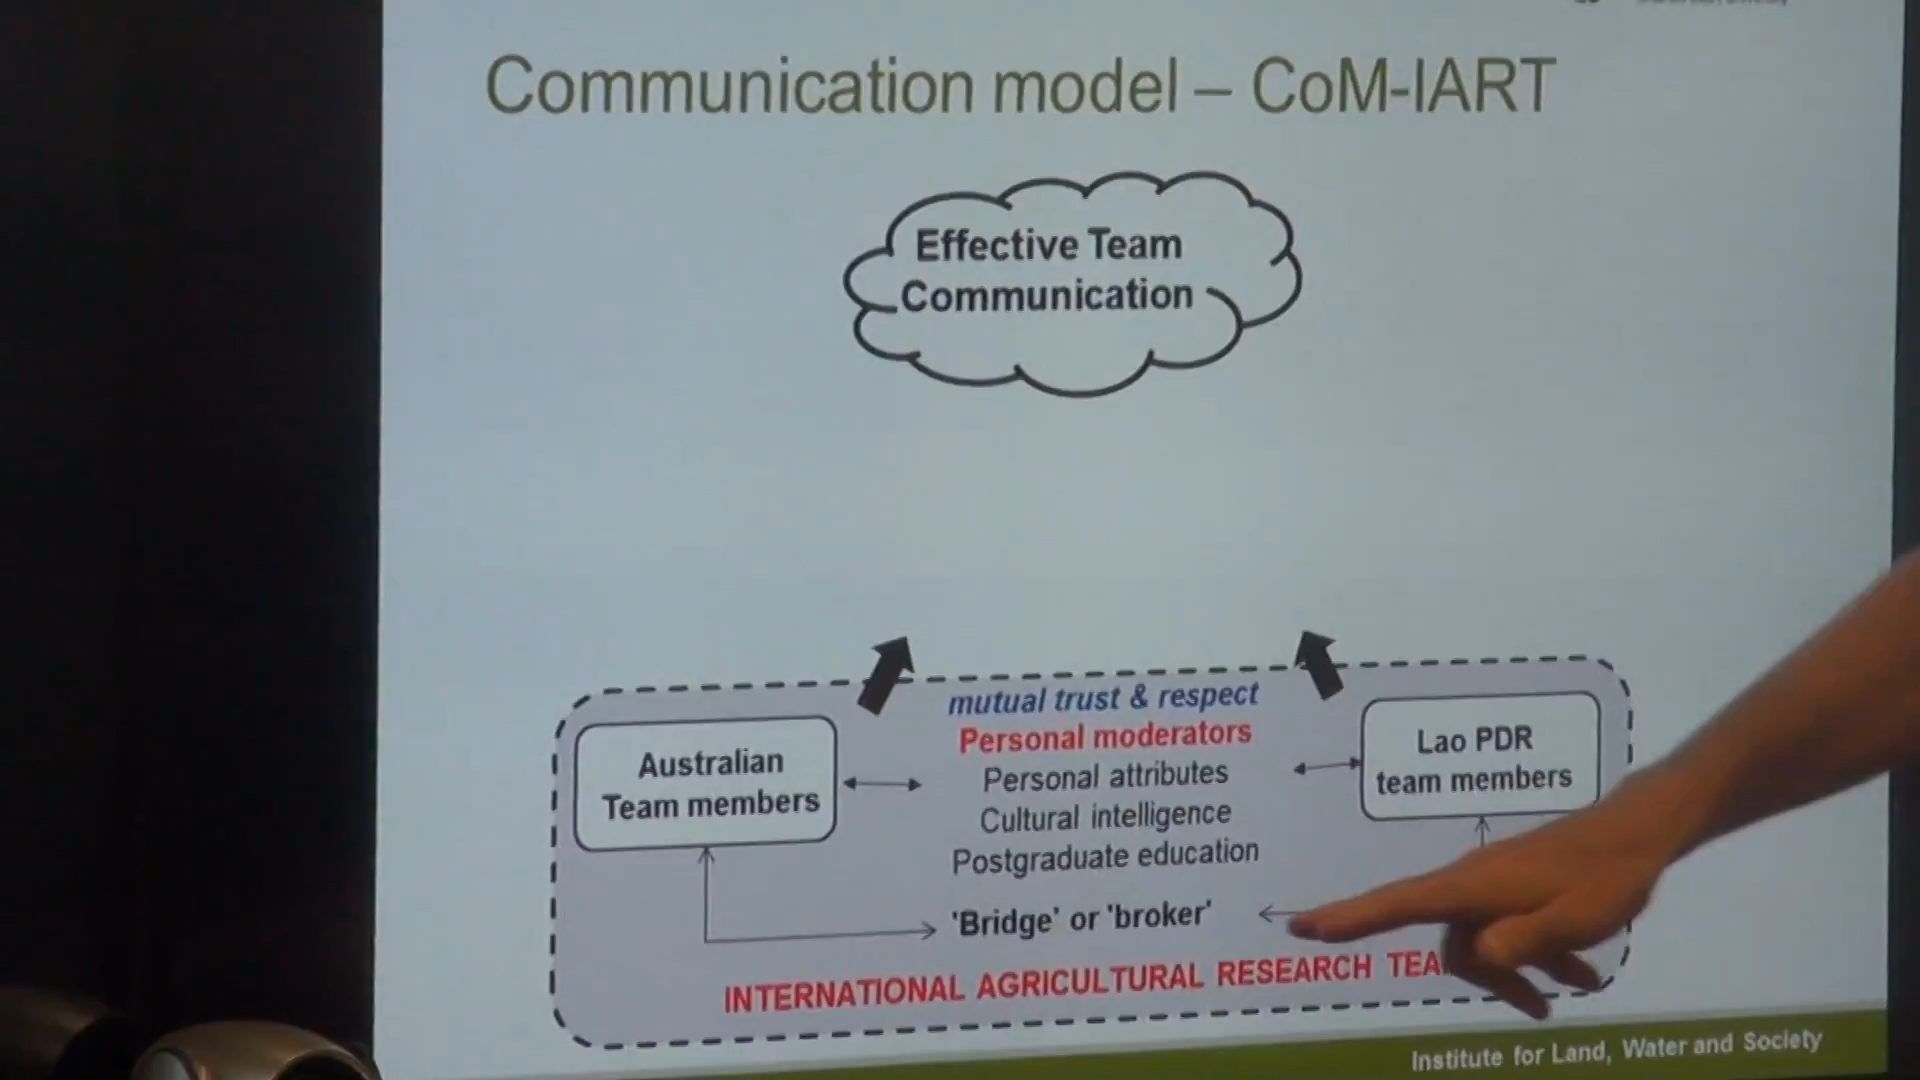 Communication model – CoM-IART
Effective Team
Communication
mutual trust & respect
Personal moderators
Personal attributes
Cultural intelligence
Postgraduate education
Australian
Team members
Lao PDR
team members
'Bridge' or 'broker'
INTERNATIONAL AGRICULTURAL RESEARCH
Institute for Land, Water and Society